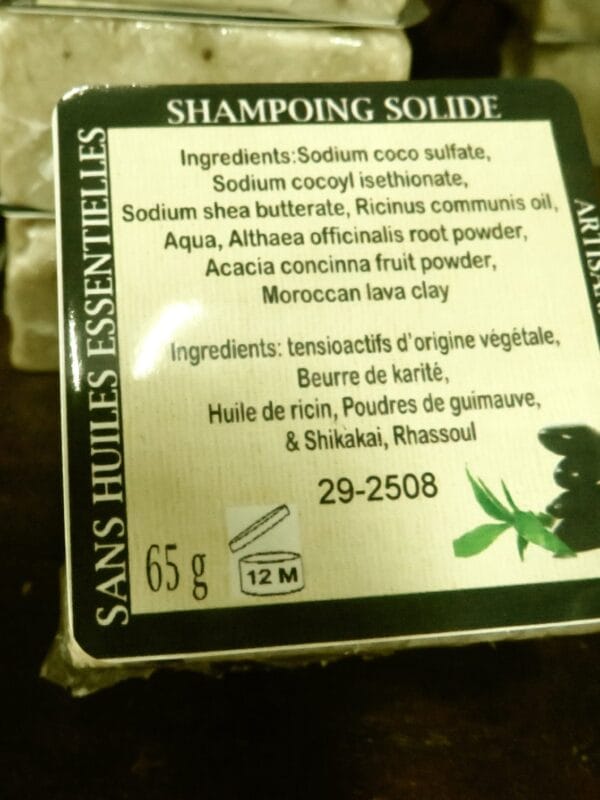 SHAMPOING SOLIDE
SANS HUILES ESSENTIELLES
Ingredients:Sodium coco sulfate,
Sodium cocoyl isethionate,
Sodium shea butterate, Ricinus communis oil,
Aqua, Althaea officinalis root powder,
Acacia concinna fruit powder,
Moroccan lava clay
Ingredients: tensioactifs d'origine végétale,
Beurre de karité,
Huile de ricin, Poudres de guimauve,
& Shikakai, Rhassoul
29-2508
65 g
12 M